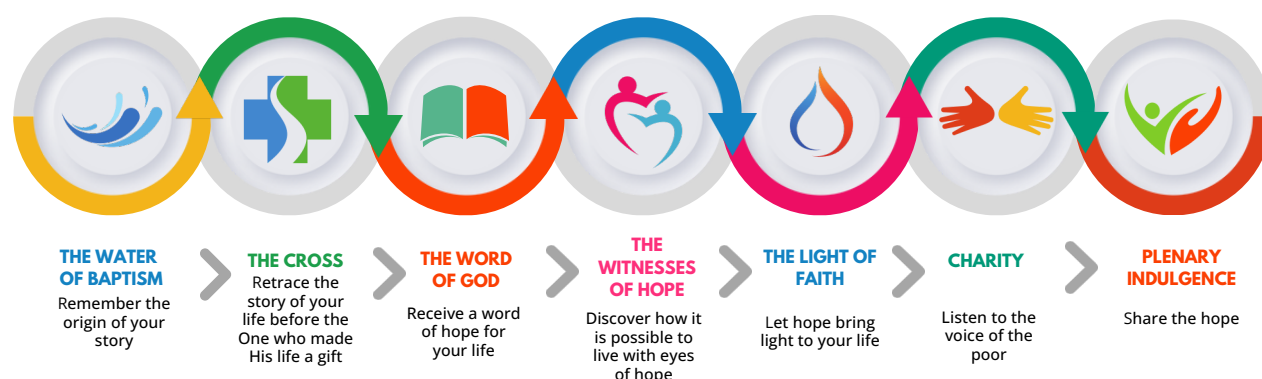 THE WATER
OF BAPTISM
Remember the
origin of your
story
THE CROSS
Retrace the
story of your
life before the
One who made
His life a gift
THE WORD
OF GOD
Receive a word
of hope for
your life
THE
WITNESSES
OF HOPE
Discover how it
is possible to
live with eyes
of hope
THE LIGHT OF
FAITH
Let hope bring
light to your life
CHARITY
Listen to the
voice of the
poor
PLENARY
INDULGENCE
Share the hope